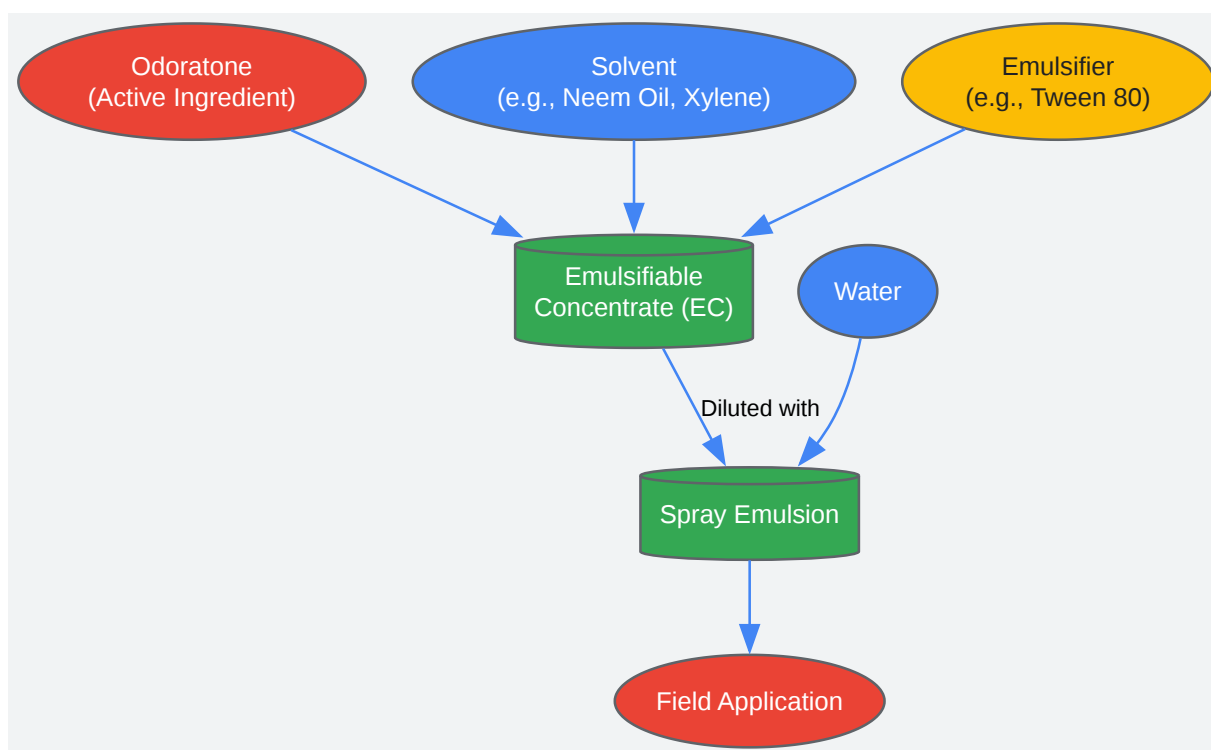 Odoratone
(Active Ingredient)
Solvent
(e.g., Neem Oil, Xylene)
Emulsifier
(e.g., Tween 80)
Emulsifiable
Concentrate (EC)
Water
Diluted with
Spray Emulsion
Field Application